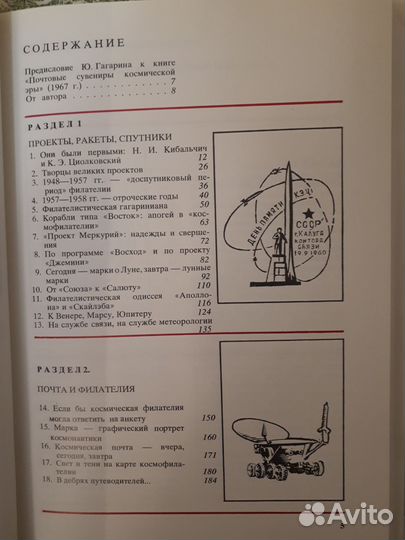 СОДЕРЖАНИЕ
Предисловие Ю. Гагарина к книге
«Почтовые сувениры космической
эры» (1967 г.) . . . . . . 7
От автора . . . . . . . 8
РАЗДЕЛ 1
ПРОЕКТЫ, РАКЕТЫ, СПУТНИКИ
1. Они были первыми: Н. И. Кибальчич
и К. Э. Циолковский 12
2. Творцы великих проектов 26
3. 1948—1957 гг. — «доспутниковый пе-
риод» филателии 36
4. 1957—1958 гг. — отроческие годы 40
5. Филателистическая гагариниана 50
6. Корабли типа «Восток»: апогей в «кос-
мофилателии» 63
7. «Проект Меркурий»: надежды и сверше-
ния 72
8. По программе «Восход» и по проекту
«Джемини» 82
9. Сегодня — марки о Луне, завтра — лунные
марки 92
10. От «Союза» к «Салюту» 110
11. Филателистическая одиссея «Аполло-
на» и «Скайлэба» 116
12. К Венере, Марсу, Юпитеру 124
13. На службе связи, на службе метеорологии
135
ДЕНЬ ПАМЯТИ К.Э.Ц.
СССР
г. КАЛУГА
КОНТОРА
СВЯЗИ
19.9.1960
РАЗДЕЛ 2.
ПОЧТА И ФИЛАТЕЛИЯ
14. Если бы космическая филателия
могла ответить на анкету 150
15. Марка — графический портрет
космонавтики 160
16. Космическая почта — вчера,
сегодня, завтра 171
17. Свет и тени на карте космофила-
телии 180
18. В дебрях путеводителей... 184
3
Avito